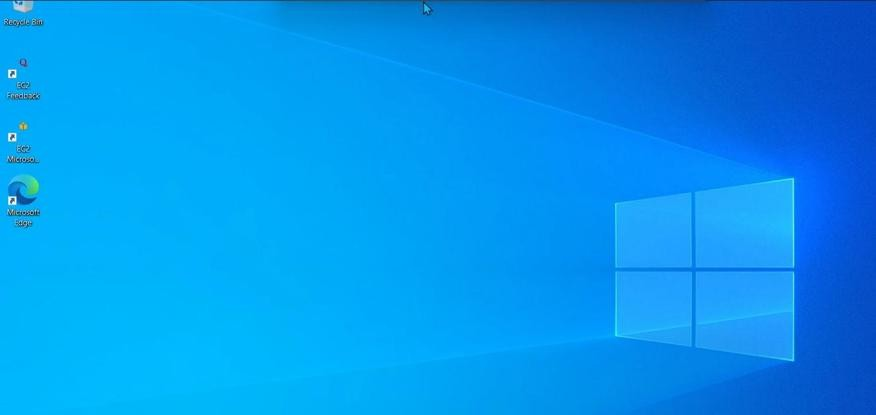 Recycle Bin
EC2
Feedback
EC2
Microso...
Microsoft
Edge